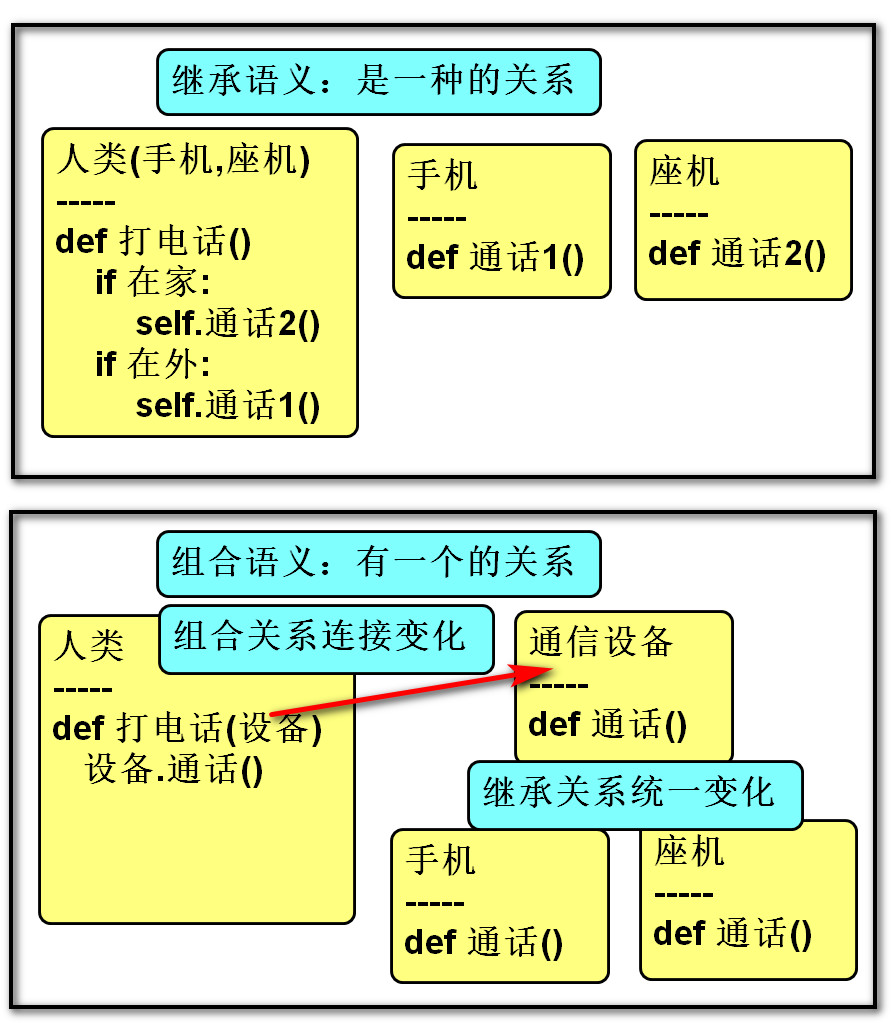 继承语义：是一种的关系
人类(手机,座机)
-----
def 打电话()
if 在家:
self.通话2()
if 在外:
self.通话1()
手机
-----
def 通话1()
座机
-----
def 通话2()
组合语义：有一个的关系
人类
-----
def 打电话(设备)
设备.通话()
组合关系连接变化
通信设备
-----
def 通话()
继承关系统一变化
手机
-----
def 通话()
座机
-----
def 通话()